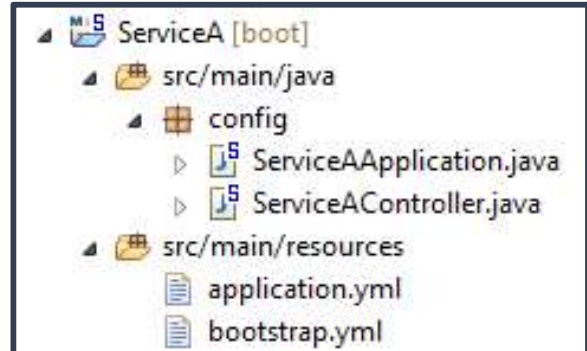 ServiceA [boot]
src/main/java
config
ServiceAApplication.java
ServiceAController.java
src/main/resources
application.yml
bootstrap.yml